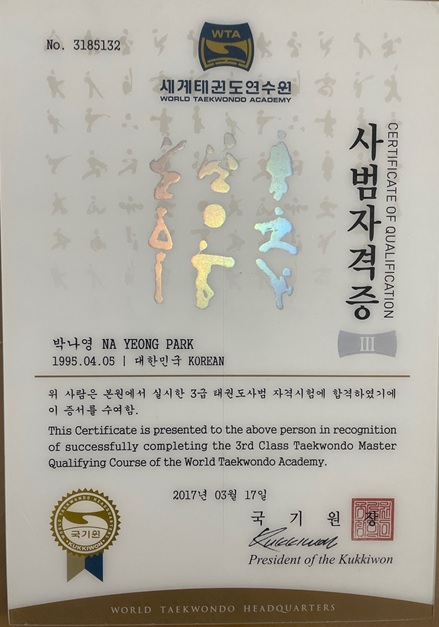 No. 3185132
WTA
세계태권도연수원
WORLD TAEKWONDO ACADEMY
사범자격증
CERTIFICATE OF QUALIFICATION
III
박나영 NA YEONG PARK
1995.04.05 | 대한민국 KOREAN
위 사람은 본원에서 실시한 3급 태권도사범 자격시험에 합격하였기에
이 증서를 수여함.
This Certificate is presented to the above person in recognition
of successfully completing the 3rd Class Taekwondo Master
Qualifying Course of the World Taekwondo Academy.
2017년 03월 17일
국기원장
Kukkiwon
President of the Kukkiwon
국기원
KUKKIWON
WORLD TAEKWONDO HEADQUARTERS